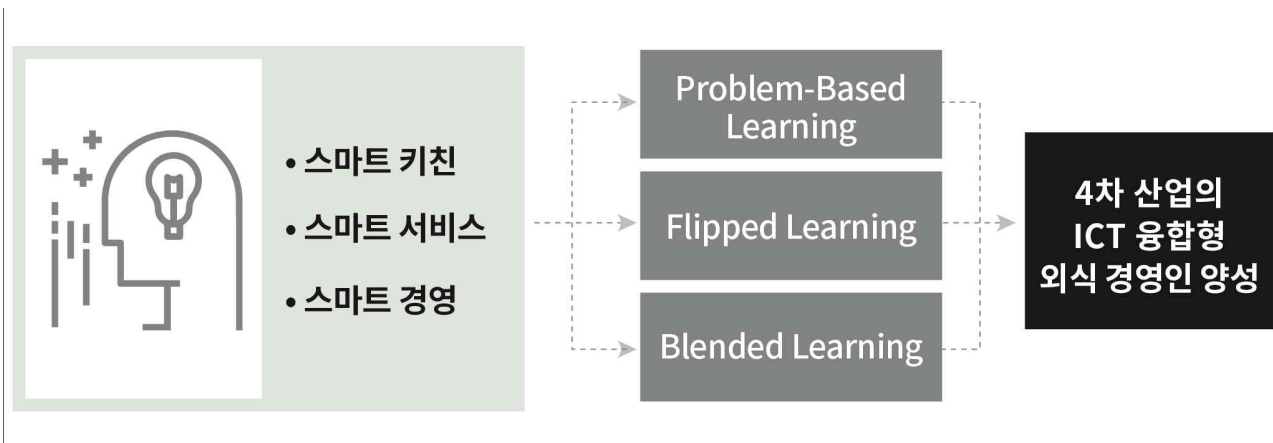 • 스마트 키친
• 스마트 서비스
• 스마트 경영
Problem-Based
Learning
Flipped Learning
Blended Learning
4차 산업의
ICT 융합형
외식 경영인 양성